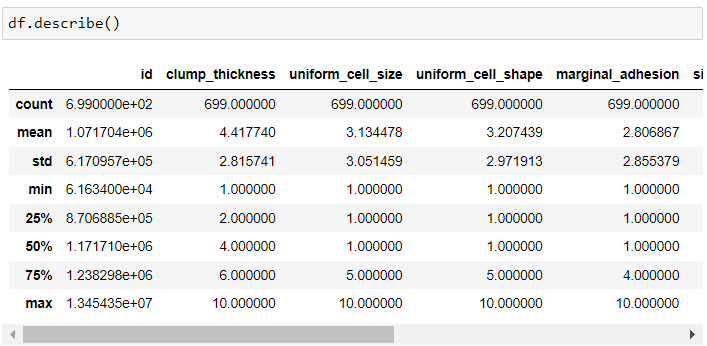 df.describe()
id clump_thickness uniform_cell_size uniform_cell_shape marginal_adhesion si
count 6.990000e+02 699.000000 699.000000 699.000000 699.000000
mean 1.071704e+06 4.417740 3.134478 3.207439 2.806867
std 6.170957e+05 2.815741 3.051459 2.971913 2.855379
min 6.163400e+04 1.000000 1.000000 1.000000 1.000000
25% 8.706885e+05 2.000000 1.000000 1.000000 1.000000
50% 1.171710e+06 4.000000 1.000000 1.000000 1.000000
75% 1.238298e+06 6.000000 5.000000 5.000000 4.000000
max 1.345435e+07 10.000000 10.000000 10.000000 10.000000